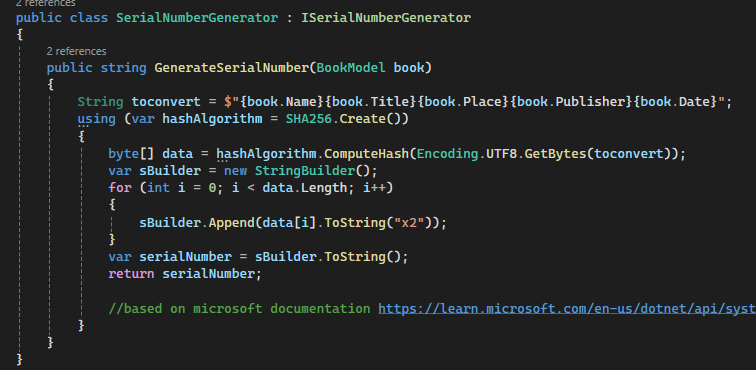 2 references
public class SerialNumberGenerator : ISerialNumberGenerator
{
2 references
public string GenerateSerialNumber(BookModel book)
{
String toconvert = $"{book.Name}{book.Title}{book.Place}{book.Publisher}{book.Date}";
using (var hashAlgorithm = SHA256.Create())
{
byte[] data = hashAlgorithm.ComputeHash(Encoding.UTF8.GetBytes(toconvert));
var sBuilder = new StringBuilder();
for (int i = 0; i < data.Length; i++)
{
sBuilder.Append(data[i].ToString("x2"));
}
var serialNumber = sBuilder.ToString();
return serialNumber;
//based on microsoft documentation https://learn.microsoft.com/en-us/dotnet/api/syst
}
}
}